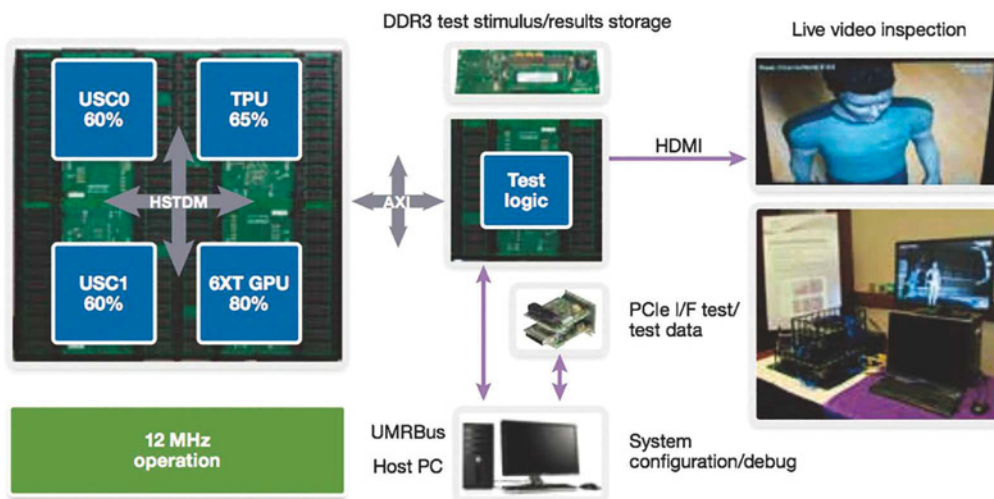 DDR3 test stimulus/results storage
Live video inspection
USC0
60%
TPU
65%
HSTDM
USC1
60%
6XT GPU
80%
AXI
Test
logic
HDMI
PCIe I/F test/
test data
12 MHz
operation
UMRBus
Host PC
System
configuration/debug